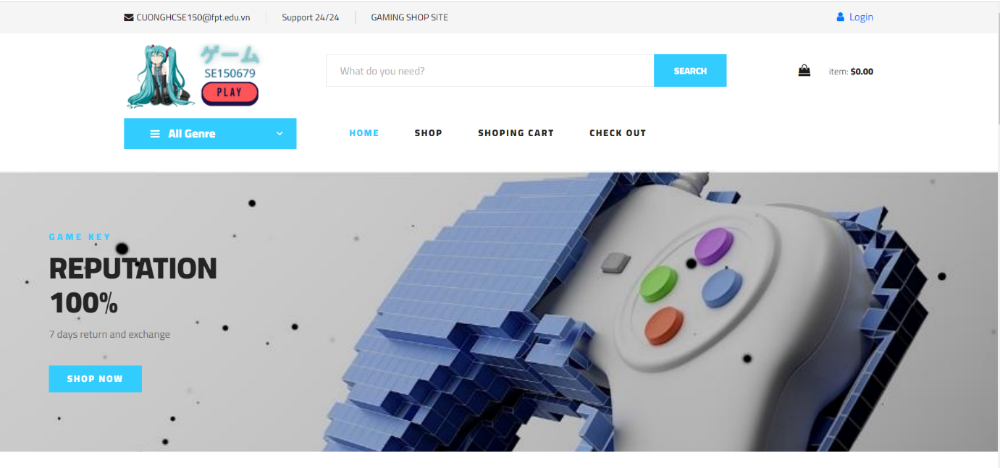 CUONGHCSE150@fpt.edu.vn Support 24/24 GAMING SHOP SITE Login
ゲーム
SE150679
PLAY
What do you need? SEARCH item: $0.00
All Genre HOME SHOP SHOPING CART CHECK OUT
GAME KEY
REPUTATION
100%
7 days return and exchange
SHOP NOW